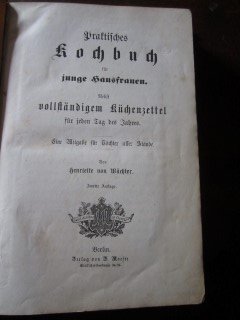 Praktisches
Kochbuch
für
junge Hausfrauen.
Nebst
vollständigem Küchenzettel
für jeden Tag des Jahres.
Eine Mitgabe für Töchter aller Stände
Von
Henriette von Wächter.
Zweite Auflage.
Berlin.
Verlag von